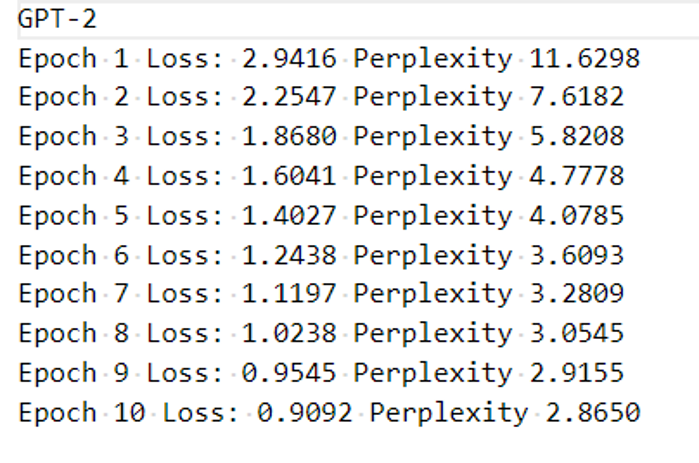 GPT-2
Epoch 1 Loss: 2.9416 Perplexity 11.6298
Epoch 2 Loss: 2.2547 Perplexity 7.6182
Epoch 3 Loss: 1.8680 Perplexity 5.8208
Epoch 4 Loss: 1.6041 Perplexity 4.7778
Epoch 5 Loss: 1.4027 Perplexity 4.0785
Epoch 6 Loss: 1.2438 Perplexity 3.6093
Epoch 7 Loss: 1.1197 Perplexity 3.2809
Epoch 8 Loss: 1.0238 Perplexity 3.0545
Epoch 9 Loss: 0.9545 Perplexity 2.9155
Epoch 10 Loss: 0.9092 Perplexity 2.8650